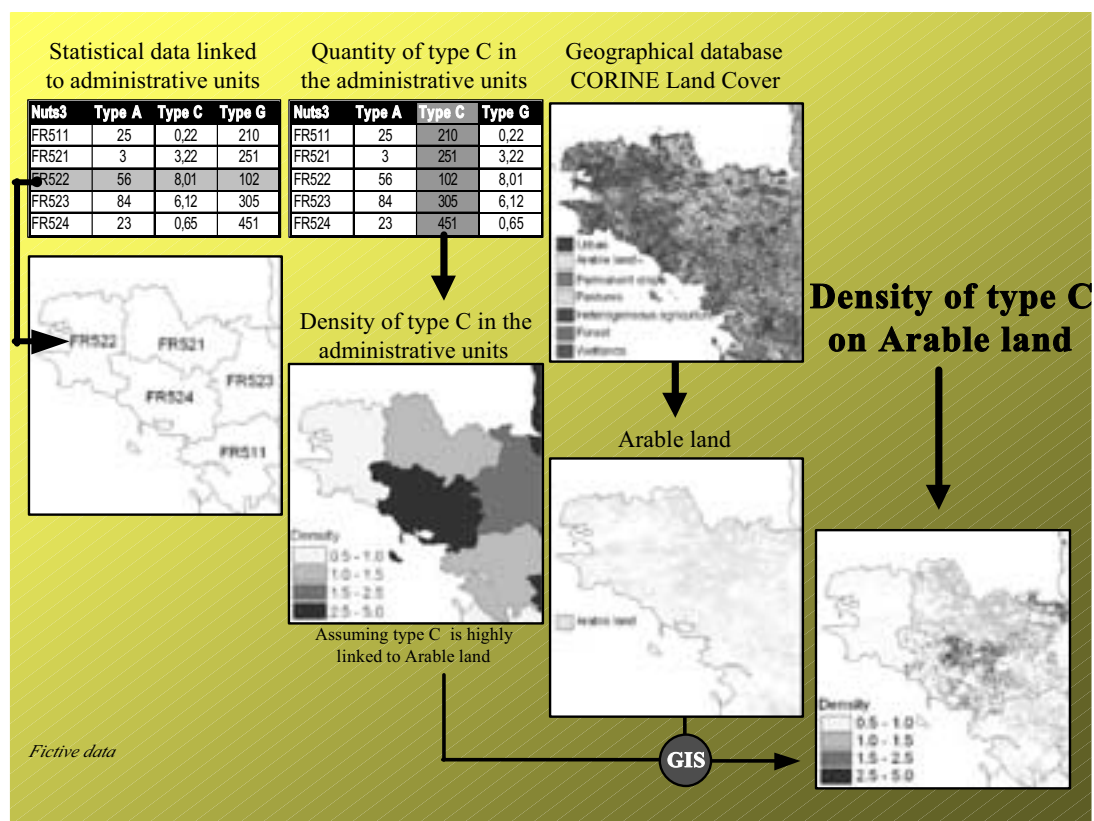 Statistical data linked
to administrative units
Nuts3 Type A Type C Type G
FR511 25 0,22 210
FR521 3 3,22 251
FR522 56 8,01 102
FR523 84 6,12 305
FR524 23 0,65 451
FR522
FR521
FR523
FR524
FR511
Fictive data
Quantity of type C in
the administrative units
Nuts3 Type A Type C Type G
FR511 25 210 0,22
FR521 3 251 3,22
FR522 56 102 8,01
FR523 84 305 6,12
FR524 23 451 0,65
Density of type C in the
administrative units
Density
0.5 - 1.0
1.0 - 1.5
1.5 - 2.5
2.5 - 5.0
Assuming type C is highly
linked to Arable land
Geographical database
CORINE Land Cover
Urban
Arable land
Permanent crops
Pastures
Heterogeneous
Forest
Wetlands
Arable land
Arable land
GIS
Density of type C
on Arable land
Density
0.5 - 1.0
1.0 - 1.5
1.5 - 2.5
2.5 - 5.0